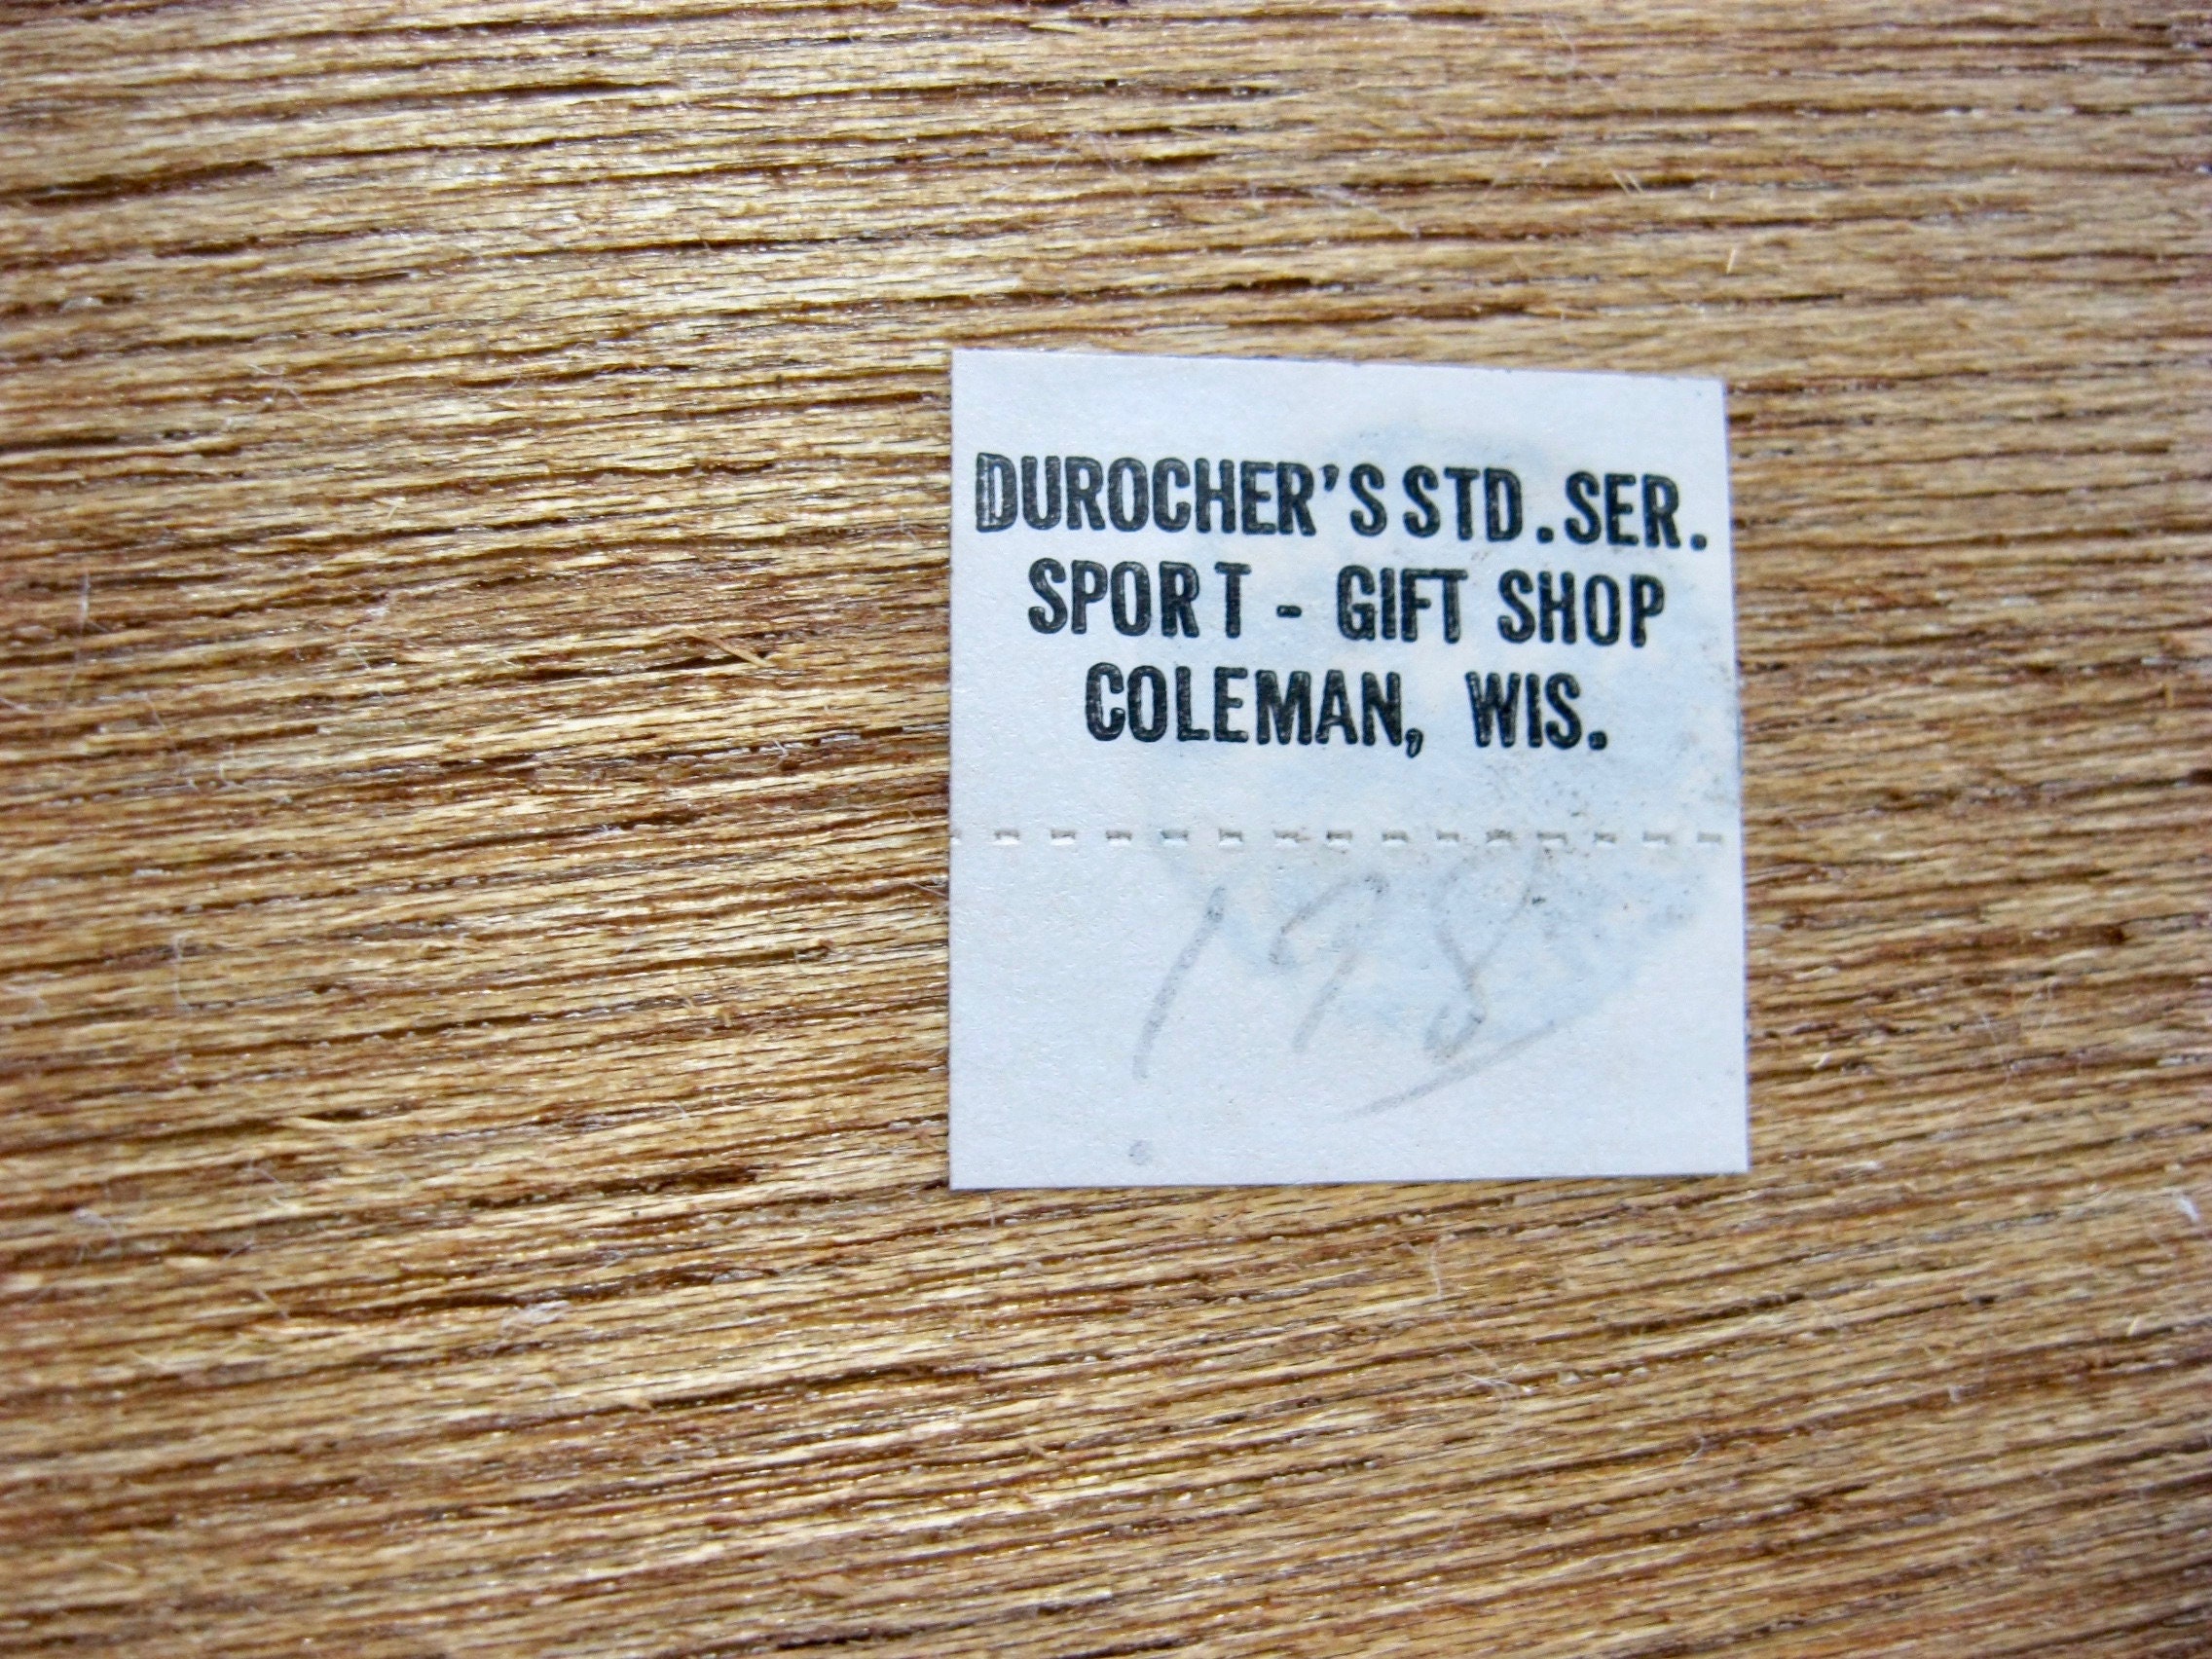 DUROCHER'S STD. SER.
SPORT - GIFT SHOP
COLEMAN, WIS.
198